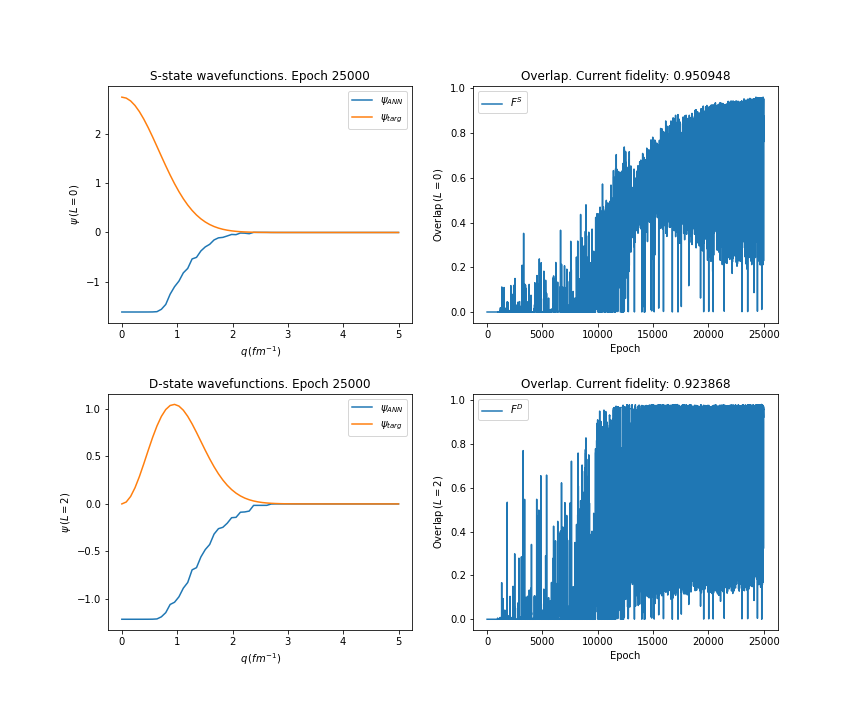 S-state wavefunctions. Epoch 25000
ψ(L=0)
2
1
0
−1
ψ_ANN
ψ_targ
0 1 2 3 4 5
q(fm⁻¹)
Overlap. Current fidelity: 0.950948
Overlap (L = 0)
1.0
0.8
0.6
0.4
0.2
0.0
F^S
0 5000 10000 15000 20000 25000
Epoch
D-state wavefunctions. Epoch 25000
ψ(L=2)
1.0
0.5
0.0
−0.5
−1.0
ψ_ANN
ψ_targ
0 1 2 3 4 5
q(fm⁻¹)
Overlap. Current fidelity: 0.923868
Overlap (L = 2)
1.0
0.8
0.6
0.4
0.2
0.0
F^D
0 5000 10000 15000 20000 25000
Epoch